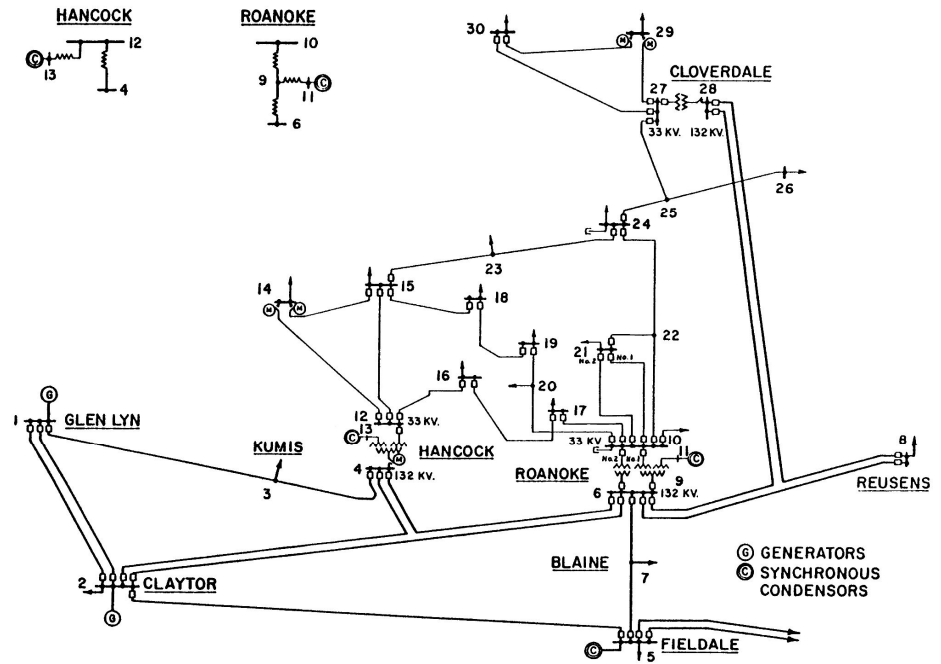 HANCOCK
12
C
13
4
ROANOKE
10
9
C
11
6
30
29
M
M
CLOVERDALE
27
28
33 KV.
132 KV.
26
25
24
23
14
M
M
15
18
22
19
21
No.2
No.1
20
16
17
G
1
GLEN LYN
12
33 KV.
13
C
HANCOCK
M
4
132 KV.
KUMIS
3
33 KV
10
No.2
No.1
11
C
ROANOKE
9
6
132 KV.
8
REUSENS
BLAINE
7
2
CLAYTOR
G
G GENERATORS
C SYNCHRONOUS
CONDENSORS
C
5
FIELDALE